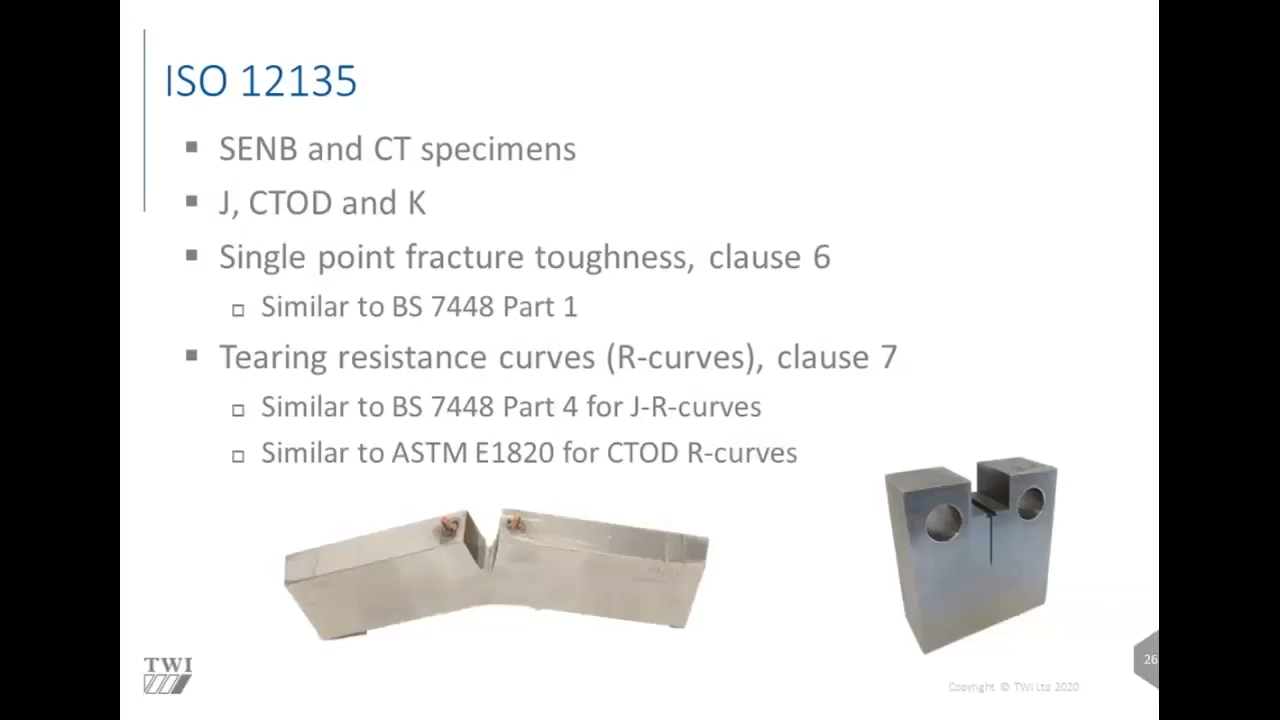 ISO 12135
SENB and CT specimens
J, CTOD and K
Single point fracture toughness, clause 6
Similar to BS 7448 Part 1
Tearing resistance curves (R-curves), clause 7
Similar to BS 7448 Part 4 for J-R-curves
Similar to ASTM E1820 for CTOD R-curves
TWI
Copyright © TWI Ltd 2020
26